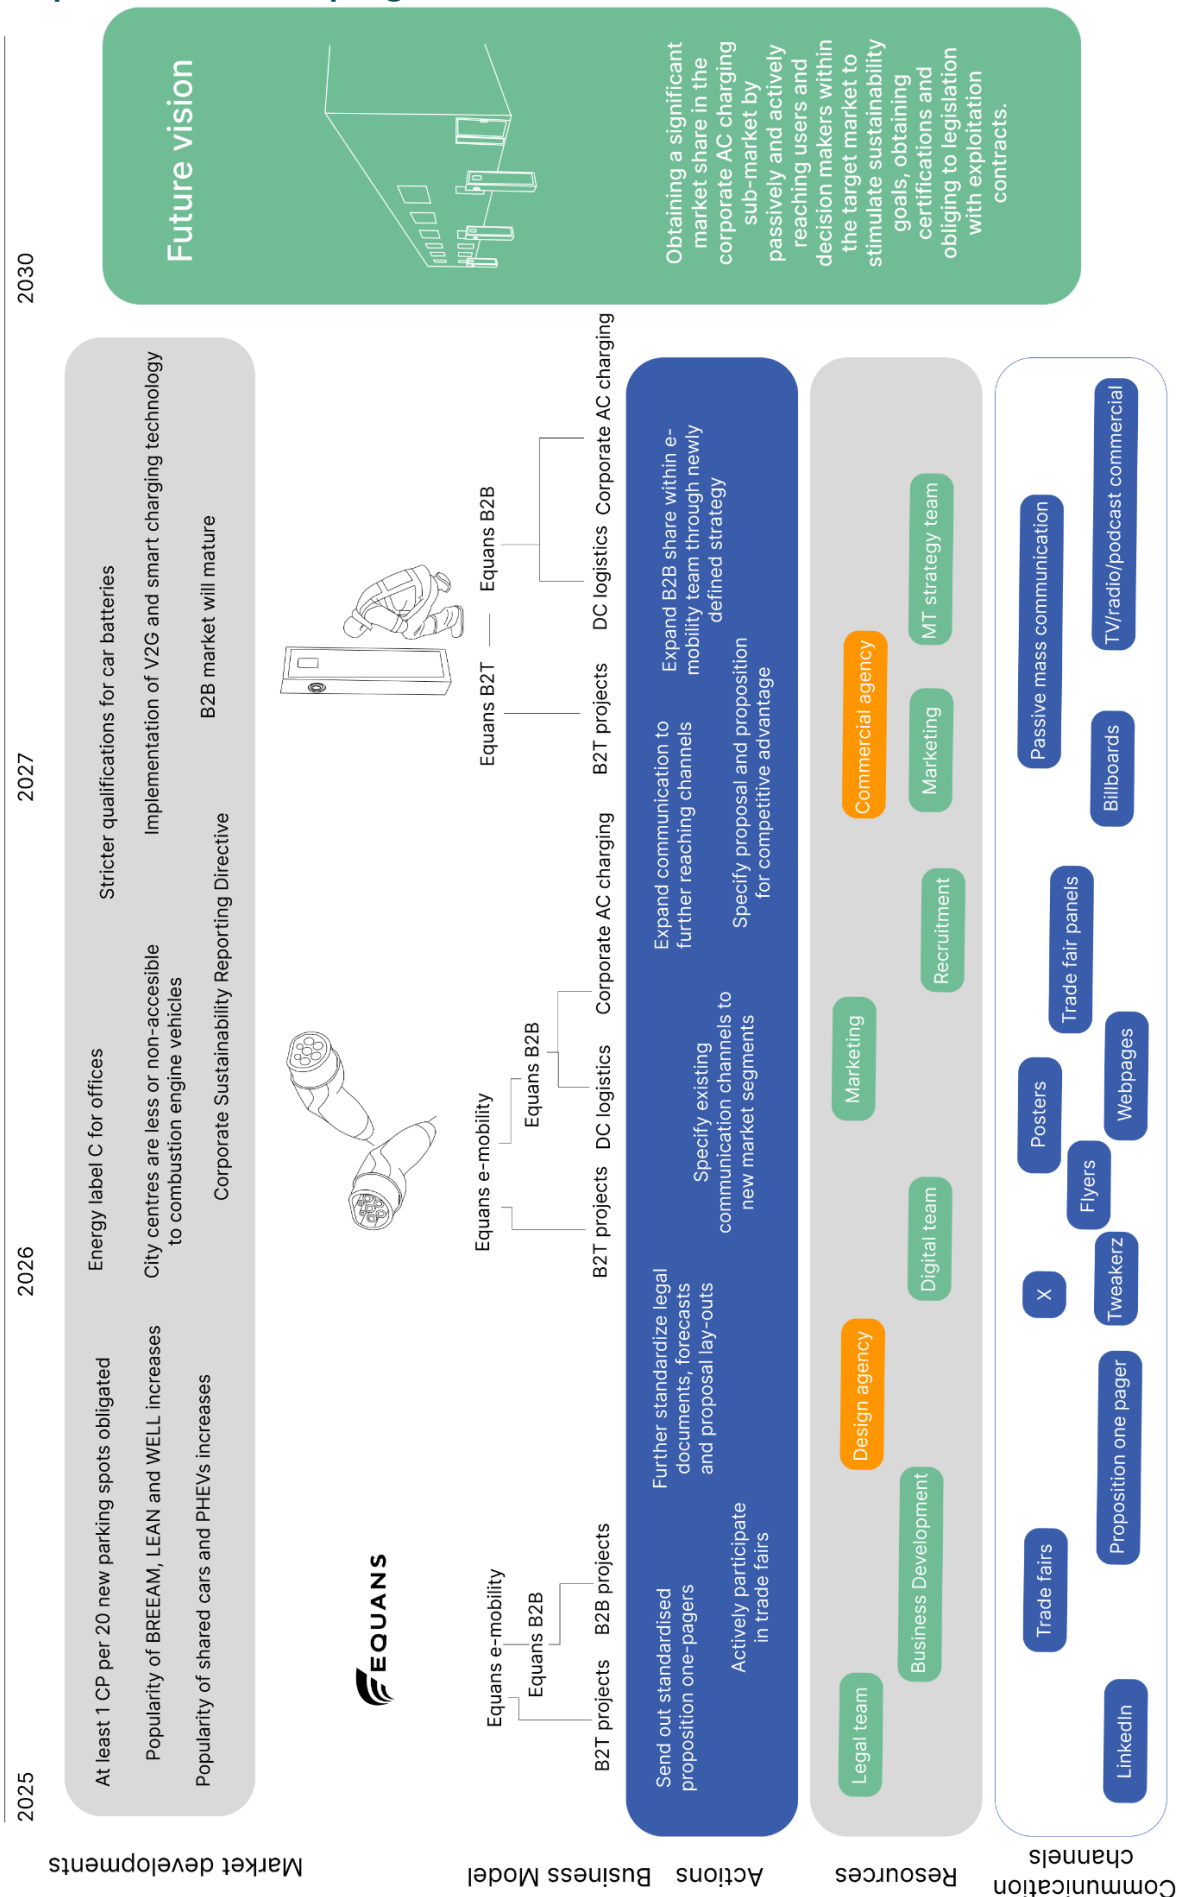 2025
2026
2027
2030
Market developments
At least 1 CP per 20 new parking spots obligated
Popularity of BREEAM, LEAN and WELL increases
Popularity of shared cars and PHEVs increases
Energy label C for offices
City centres are less or non-accesible
to combustion engine vehicles
Corporate Sustainability Reporting Directive
Stricter qualifications for car batteries
Implementation of V2G and smart charging technology
B2B market will mature
Business Model
EQUANS
Equans e-mobility
Equans B2B
B2T projects
B2B projects
Equans e-mobility
Equans B2B
B2T projects
DC logistics
Corporate AC charging
Equans B2T
Equans B2B
B2T projects
DC logistics
Corporate AC charging
Actions
Send out standardised
proposition one-pagers
Actively participate
in trade fairs
Further standardize legal
documents, forecasts
and proposal lay-outs
Specify existing
communication channels to
new market segments
Expand communication to
further reaching channels
Specify proposal and proposition
for competitive advantage
Expand B2B share within e-
mobility team through newly
defined strategy
Resources
Legal team
Business Development
Design agency
Digital team
Marketing
Recruitment
Commercial agency
Marketing
MT strategy team
Communication
channels
LinkedIn
Trade fairs
Proposition one pager
X
Tweakerz
Flyers
Posters
Webpages
Trade fair panels
Billboards
Passive mass communication
TV/radio/podcast commercial
Future vision
Obtaining a significant
market share in the
corporate AC charging
sub-market by
passively and actively
reaching users and
decision makers within
the target market to
stimulate sustainability
goals, obtaining
certifications and
obliging to legislation
with exploitation
contracts.